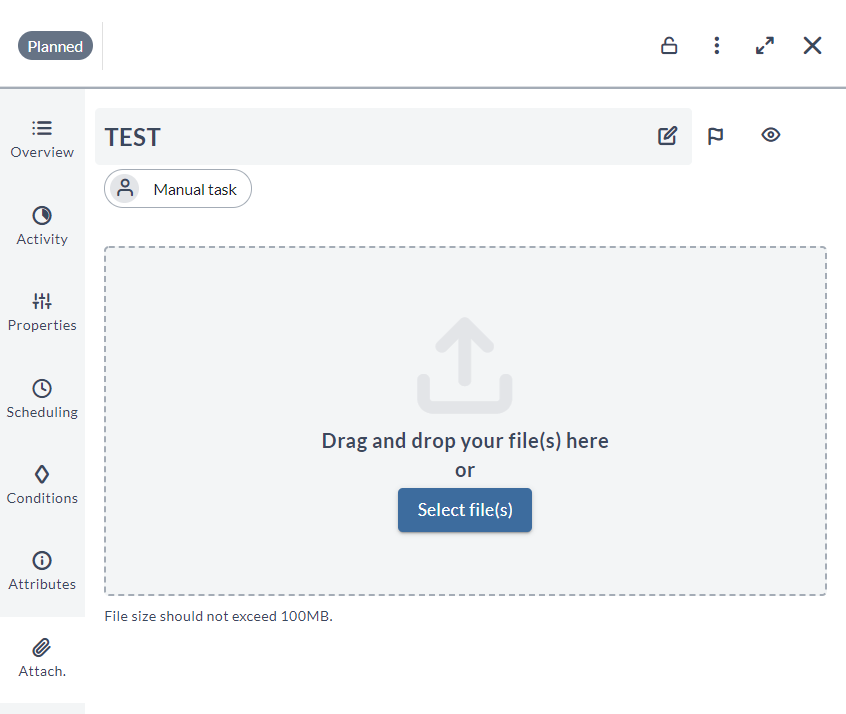 Planned
Overview
Activity
Properties
Scheduling
Conditions
Attributes
Attach.
TEST
Manual task
Drag and drop your file(s) here
or
Select file(s)
File size should not exceed 100MB.